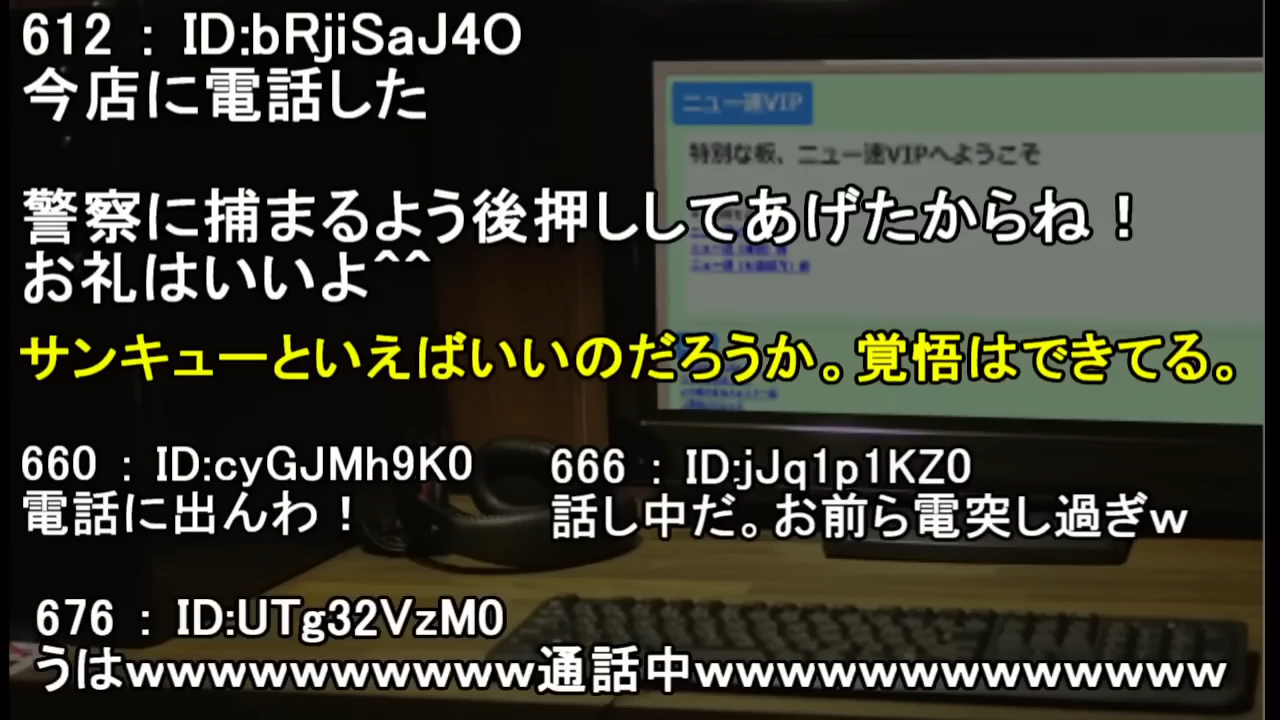 612 : ID:bRjiSaJ4O
今店に電話した
ニュー速VIP
特別な板、ニュー速VIPへようこそ
警察に捕まるよう後押ししてあげたからね！
お礼はいいよ^^
サンキューといえばいいのだろうか。覚悟はできてる。
660 : ID:cyGJMh9K0
電話に出んわ！
666 : ID:jJq1p1KZ0
話し中だ。お前ら電突し過ぎｗ
676 : ID:UTg32VzM0
うはwwwwwwwwwww通話中wwwwwwwwwwwwww